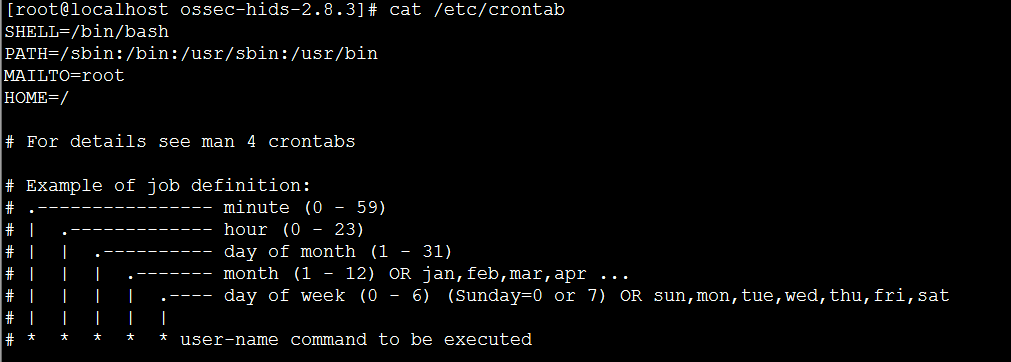 [root@localhost ossec-hids-2.8.3]# cat /etc/crontab
SHELL=/bin/bash
PATH=/sbin:/bin:/usr/sbin:/usr/bin
MAILTO=root
HOME=/

# For details see man 4 crontabs

# Example of job definition:
# .---------------- minute (0 - 59)
# |  .------------- hour (0 - 23)
# |  |  .---------- day of month (1 - 31)
# |  |  |  .------- month (1 - 12) OR jan,feb,mar,apr ...
# |  |  |  |  .---- day of week (0 - 6) (Sunday=0 or 7) OR sun,mon,tue,wed,thu,fri,sat
# |  |  |  |  |
# *  *  *  *  * user-name command to be executed